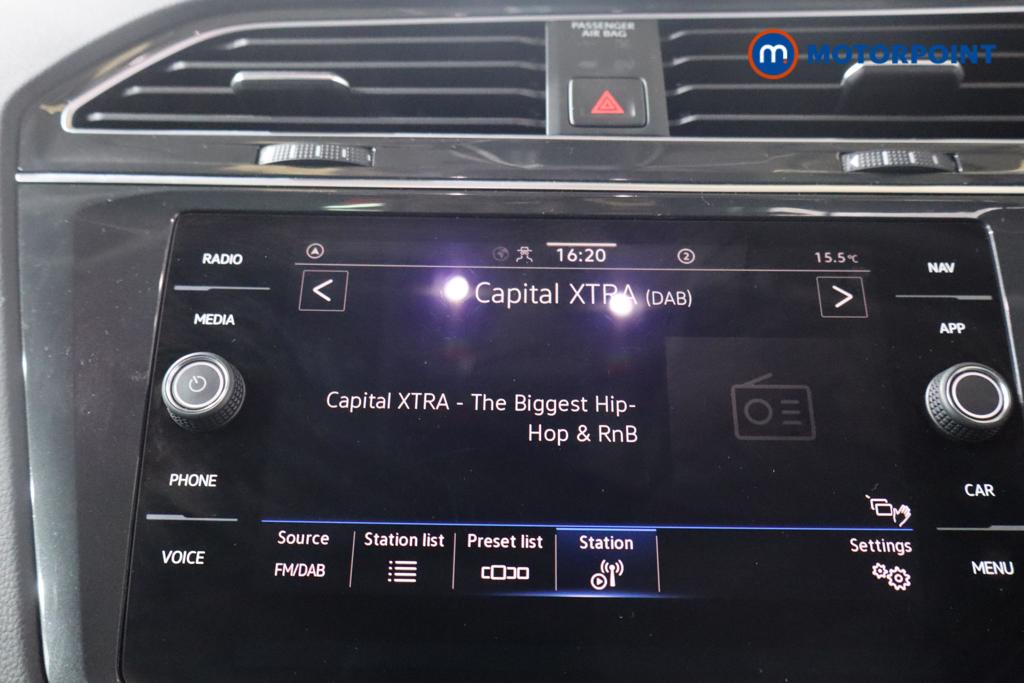 PASSENGER
AIR BAG
m MOTORPOINT
RADIO
MEDIA
PHONE
VOICE
16:20
2
15.5°C
< Capital XTRA (DAB) >
Capital XTRA - The Biggest Hip-
Hop & RnB
Source
FM/DAB
Station list
Preset list
Station
Settings
NAV
APP
CAR
MENU